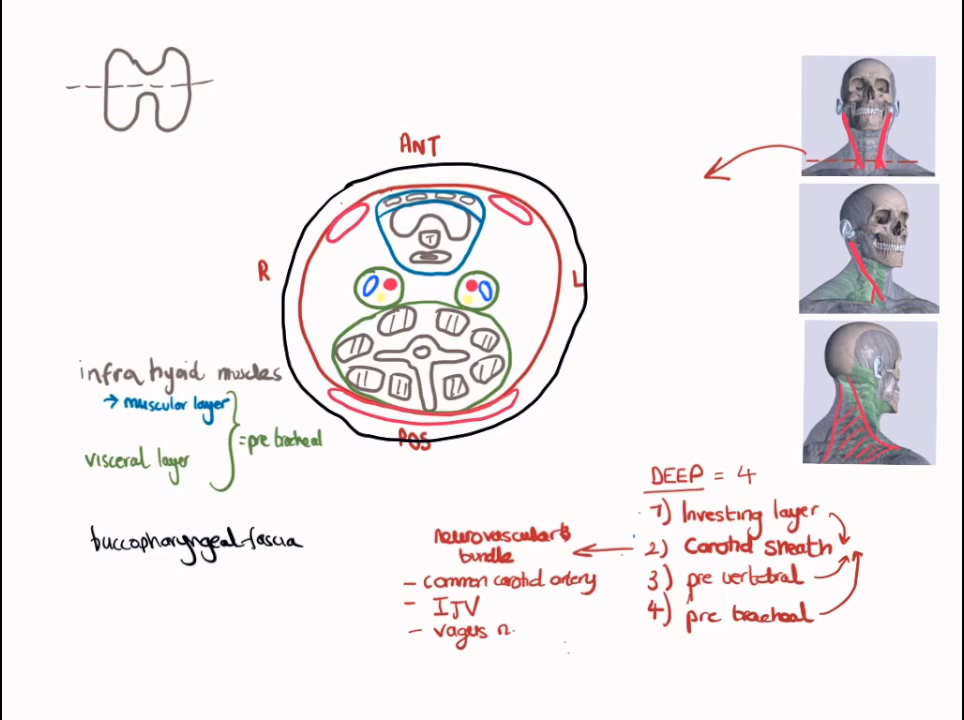 ANT
R
L
T
POS
infra hyoid muscles
→ muscular layer
visceral layer
= pre tracheal
buccopharyngeal fascia
DEEP = 4
1) Investing layer
2) Carotid sheath
3) pre vertebral
4) pre tracheal
neurovascular
bundle
- common carotid artery
- IJV
- vagus n.